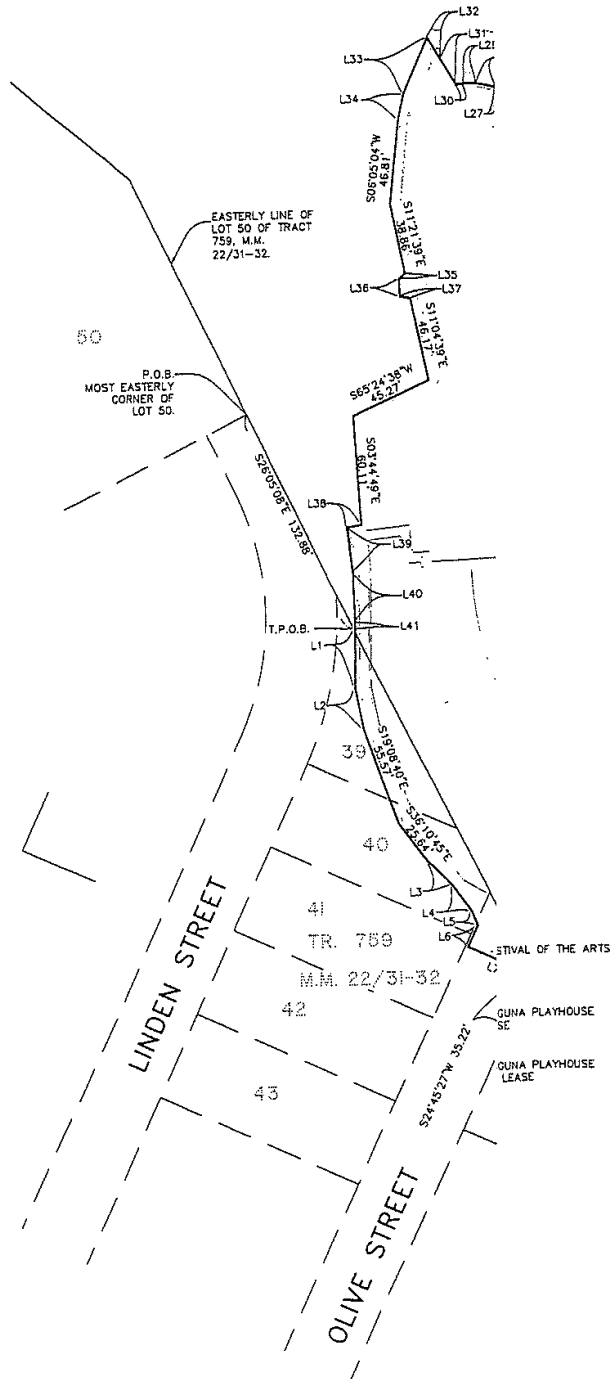 L32
L31
L33
L30
L27
L34
S06°05'04"W
46.81'
EASTERLY LINE OF
LOT 50 OF TRACT
759, M.M.
22/31-32.
S11°21'39"E
38.86'
L35
L36
L37
50
S11°04'39"E
46.17'
P.O.B.
MOST EASTERLY
CORNER OF
LOT 50.
S65°24'38"W
45.27'
S26°05'08"E 132.88'
S03°44'49"E
60.11'
L38
L39
L40
T.P.O.B.
L41
L1
L2
39
S19°08'40"E
55.57'
S36°10'45"E
25.64'
40
L3
L4
L5
L6
41
TR. 759
M.M. 22/31-32
STIVAL OF THE ARTS
LINDEN STREET
42
GUNA PLAYHOUSE
SE
S24°45'27"W 35.22'
GUNA PLAYHOUSE
LEASE
43
OLIVE STREET